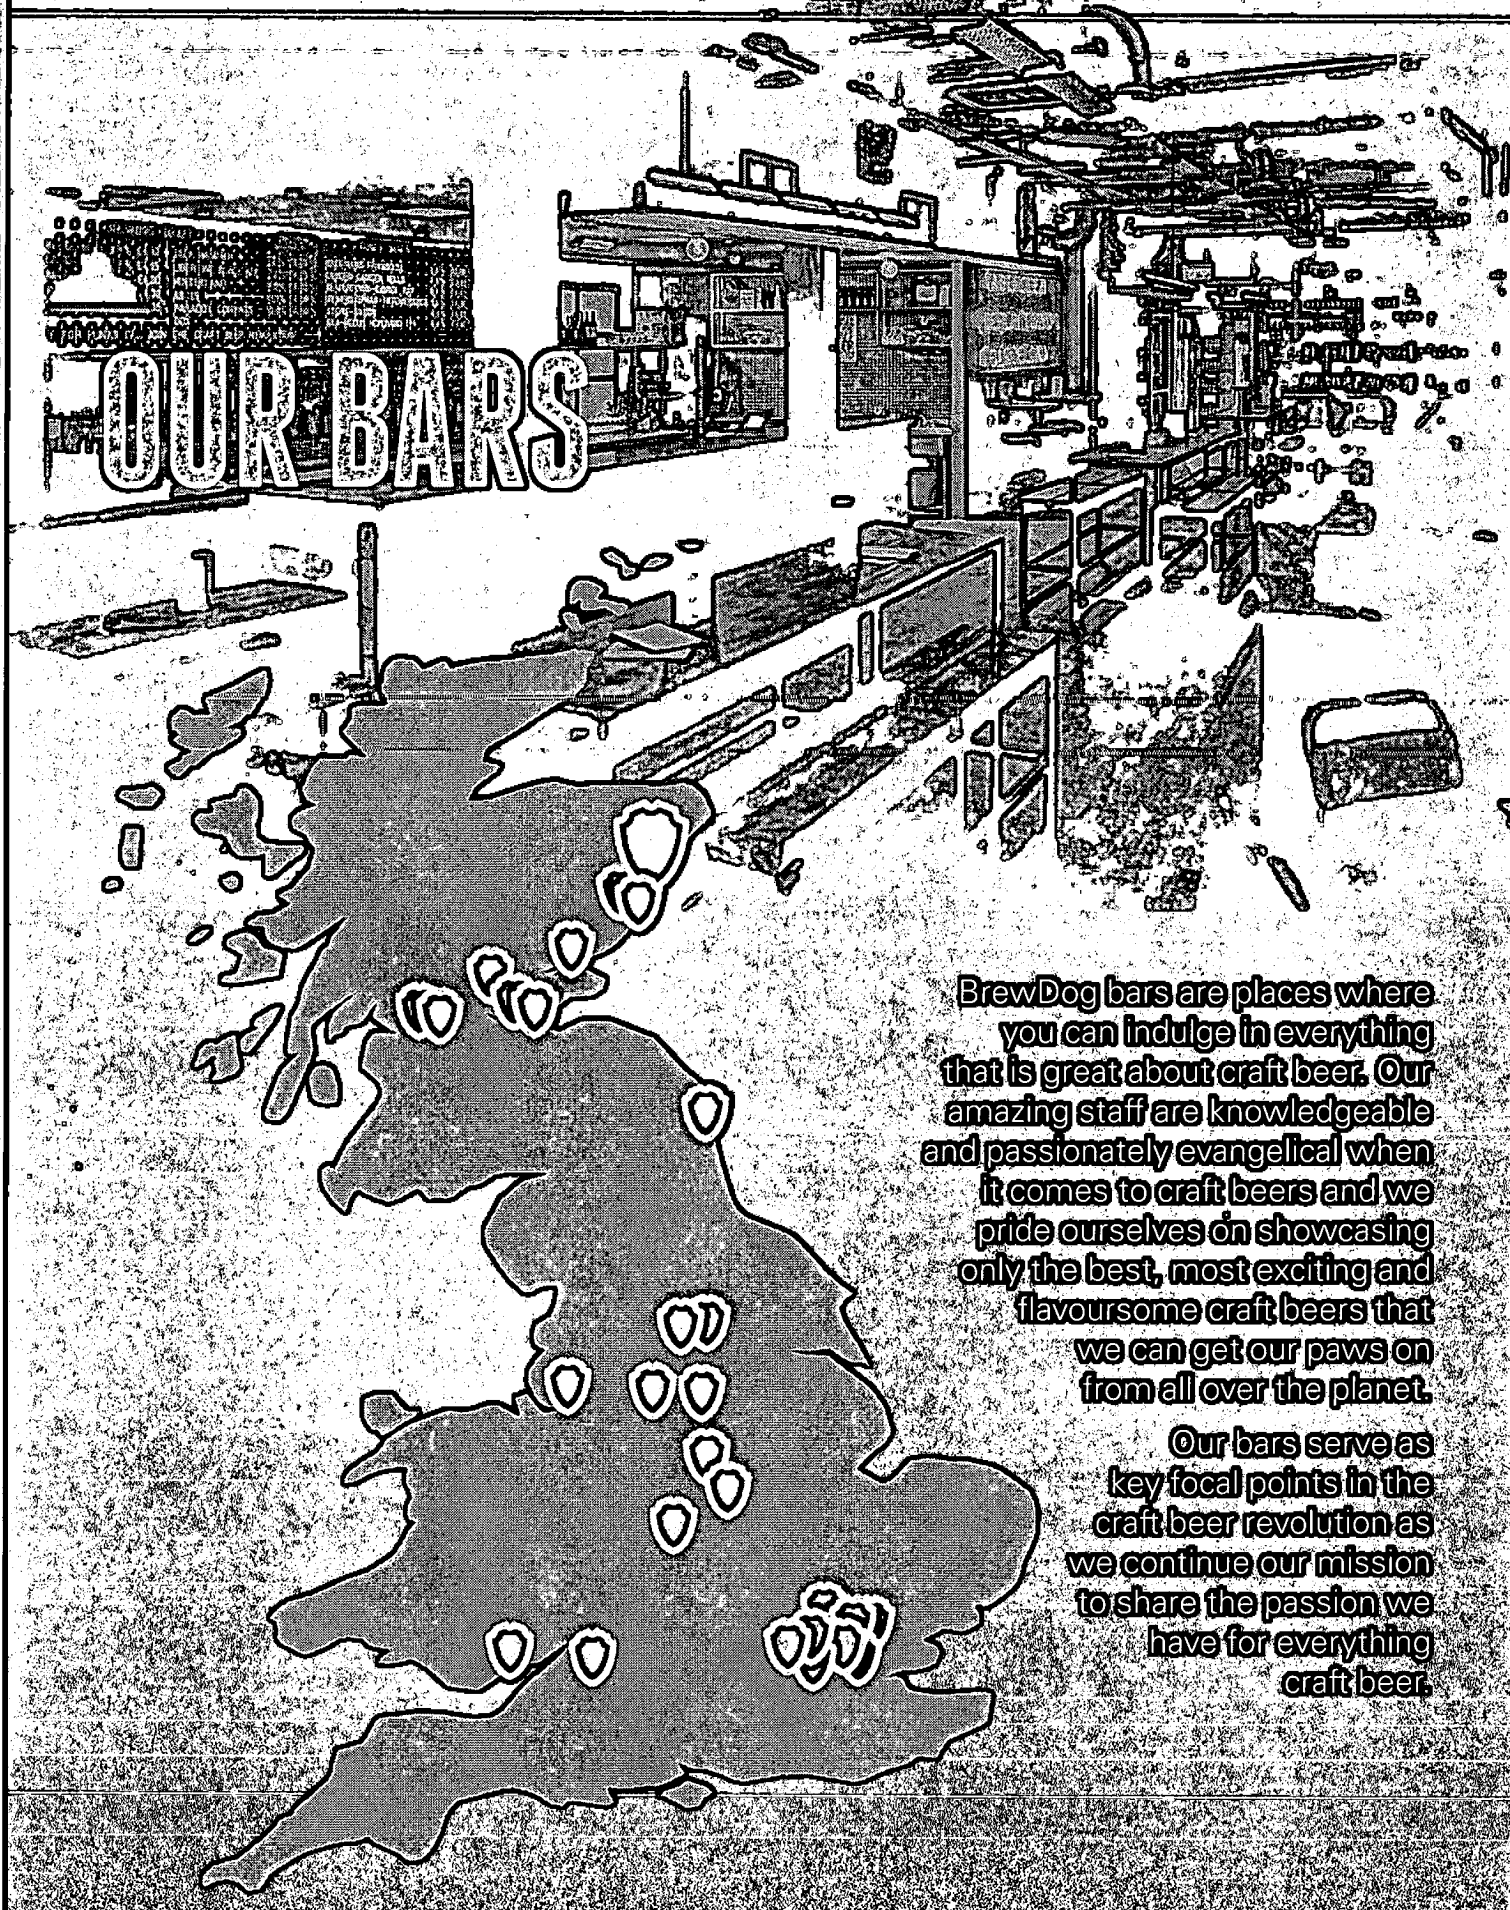 OUR BARS
BrewDog bars are places where
you can indulge in everything
that is great about craft beer. Our
amazing staff are knowledgeable
and passionately evangelical when
it comes to craft beers and we
pride ourselves on showcasing
only the best, most exciting and
flavoursome craft beers that
we can get our paws on
from all over the planet.
Our bars serve as
key focal points in the
craft beer revolution as
we continue our mission
to share the passion we
have for everything
craft beer.